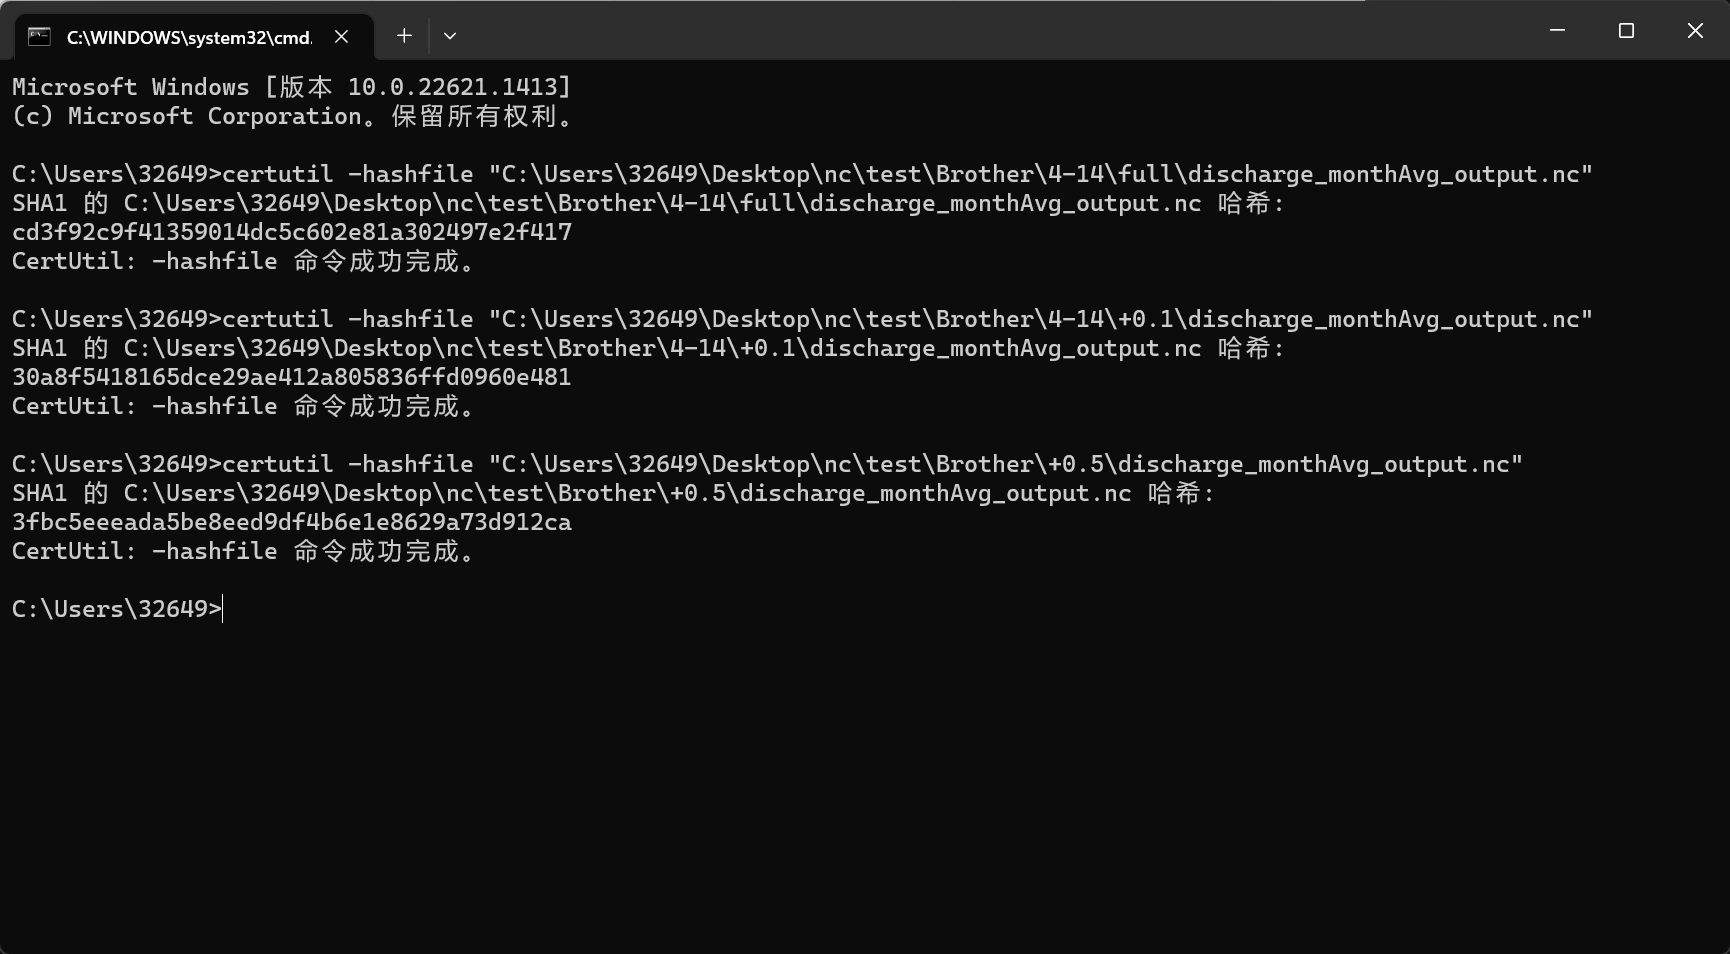 C:\WINDOWS\system32\cmd.
Microsoft Windows [版本 10.0.22621.1413]
(c) Microsoft Corporation。保留所有权利。
C:\Users\32649>certutil -hashfile "C:\Users\32649\Desktop\nc\test\Brother\4-14\full\discharge_monthAvg_output.nc"
SHA1 的 C:\Users\32649\Desktop\nc\test\Brother\4-14\full\discharge_monthAvg_output.nc 哈希:
cd3f92c9f41359014dc5c602e81a302497e2f417
CertUtil: -hashfile 命令成功完成。
C:\Users\32649>certutil -hashfile "C:\Users\32649\Desktop\nc\test\Brother\4-14\+0.1\discharge_monthAvg_output.nc"
SHA1 的 C:\Users\32649\Desktop\nc\test\Brother\4-14\+0.1\discharge_monthAvg_output.nc 哈希:
30a8f5418165dce29ae412a805836ffd0960e481
CertUtil: -hashfile 命令成功完成。
C:\Users\32649>certutil -hashfile "C:\Users\32649\Desktop\nc\test\Brother\+0.5\discharge_monthAvg_output.nc"
SHA1 的 C:\Users\32649\Desktop\nc\test\Brother\+0.5\discharge_monthAvg_output.nc 哈希:
3fbc5eeeada5be8eed9df4b6e1e8629a73d912ca
CertUtil: -hashfile 命令成功完成。
C:\Users\32649>